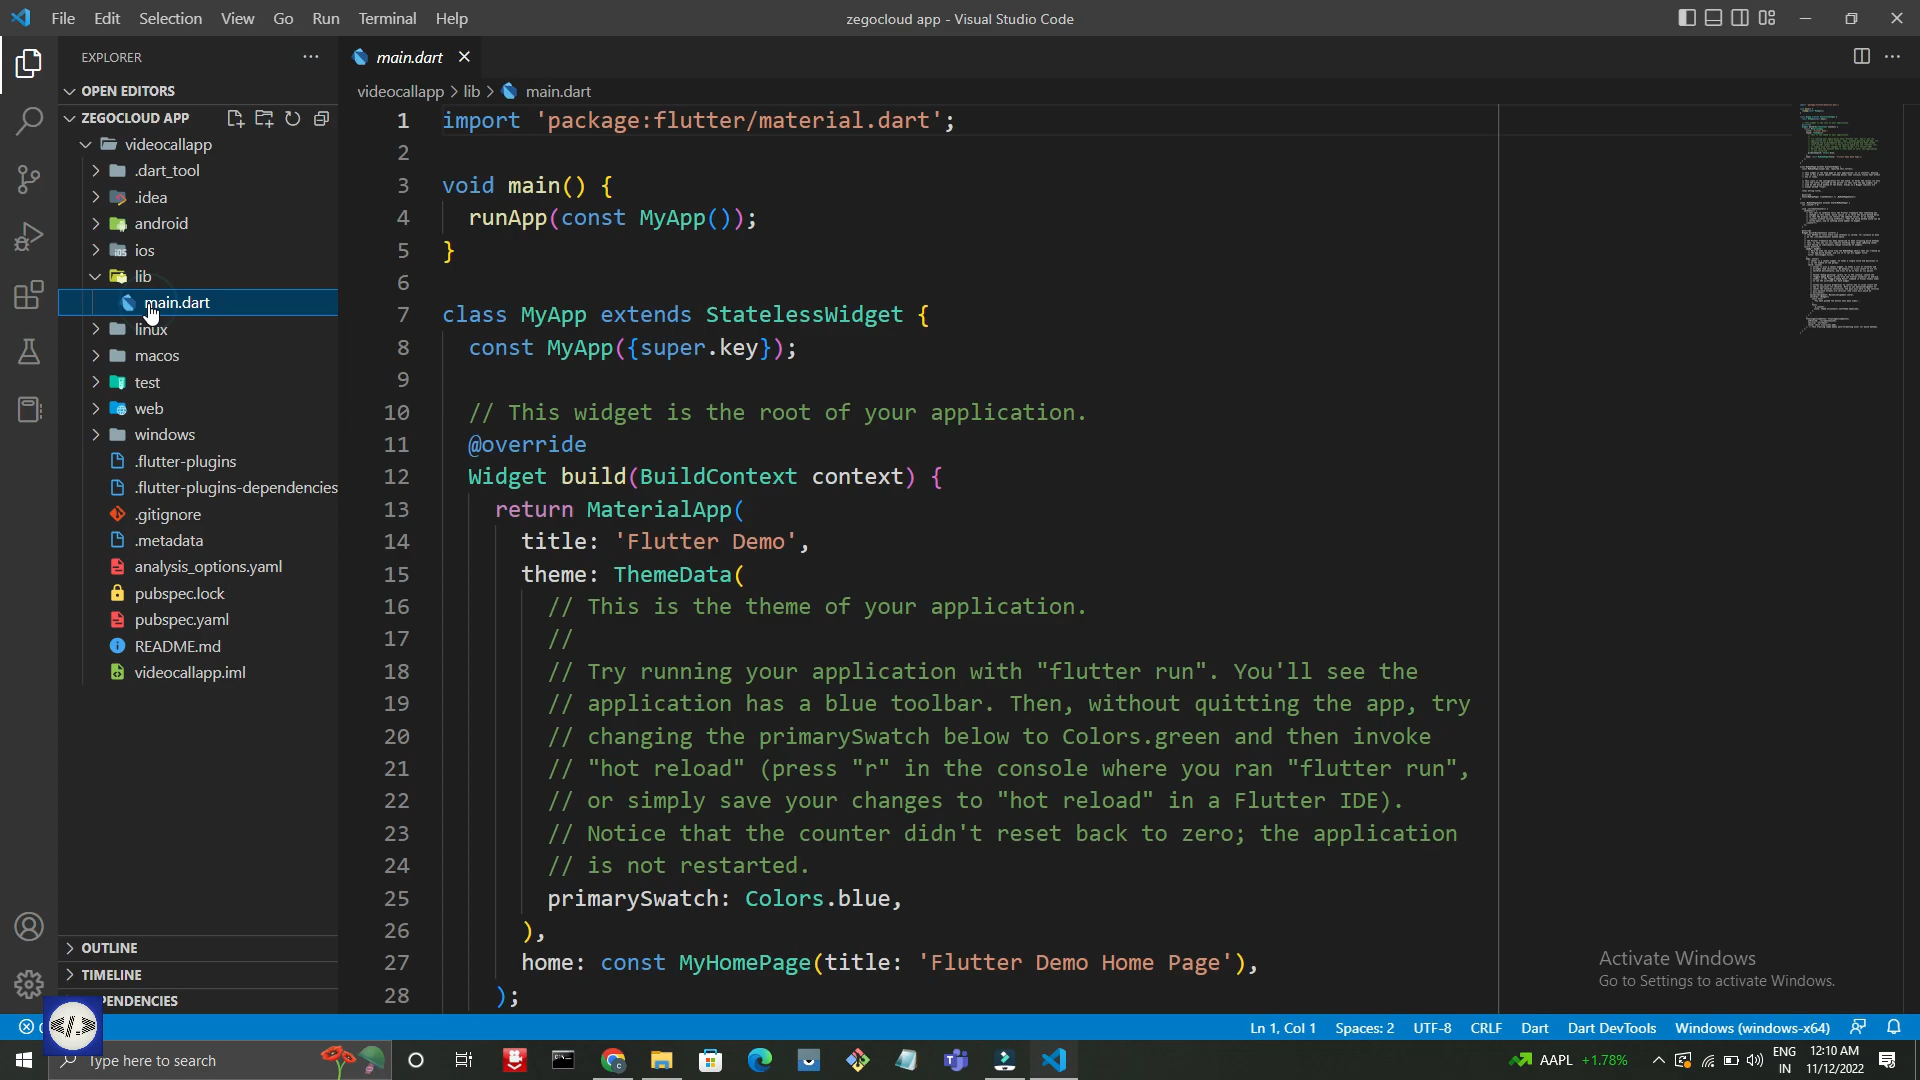 File Edit Selection View Go Run Terminal Help
zegocloud app - Visual Studio Code
EXPLORER
main.dart
OPEN EDITORS
videocallapp > lib > main.dart
ZEGOCLOUD APP
videocallapp
.dart_tool
.idea
android
ios
lib
main.dart
linux
macos
test
web
windows
.flutter-plugins
.flutter-plugins-dependencies
.gitignore
.metadata
analysis_options.yaml
pubspec.lock
pubspec.yaml
README.md
videocallapp.iml
OUTLINE
TIMELINE
1 import 'package:flutter/material.dart';
2
3 void main() {
4 runApp(const MyApp());
5 }
6
7 class MyApp extends StatelessWidget {
8 const MyApp({super.key});
9
10 // This widget is the root of your application.
11 @override
12 Widget build(BuildContext context) {
13 return MaterialApp(
14 title: 'Flutter Demo',
15 theme: ThemeData(
16 // This is the theme of your application.
17 //
18 // Try running your application with "flutter run". You'll see the
19 // application has a blue toolbar. Then, without quitting the app, try
20 // changing the primarySwatch below to Colors.green and then invoke
21 // "hot reload" (press "r" in the console where you ran "flutter run",
22 // or simply save your changes to "hot reload" in a Flutter IDE).
23 // Notice that the counter didn't reset back to zero; the application
24 // is not restarted.
25 primarySwatch: Colors.blue,
26 ),
27 home: const MyHomePage(title: 'Flutter Demo Home Page'),
28 );
Activate Windows
Go to Settings to activate Windows.
Ln 1, Col 1 Spaces: 2 UTF-8 CRLF Dart Dart DevTools Windows (windows-x64)
Type here to search
AAPL +1.78%
ENG
IN
12:10 AM
11/12/2022